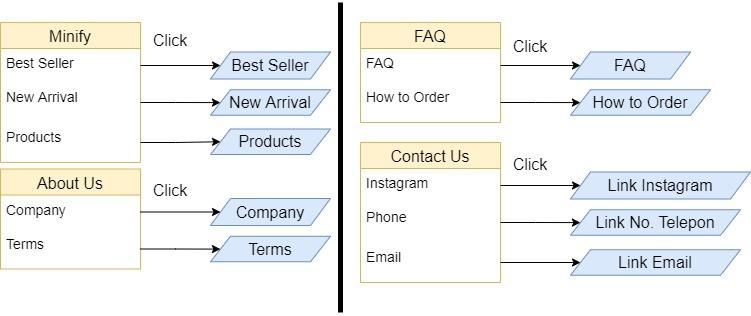 Minify
Click
Best Seller
Best Seller
New Arrival
New Arrival
Products
Products
About Us
Click
Company
Company
Terms
Terms
FAQ
Click
FAQ
FAQ
How to Order
How to Order
Contact Us
Click
Instagram
Link Instagram
Phone
Link No. Telepon
Email
Link Email